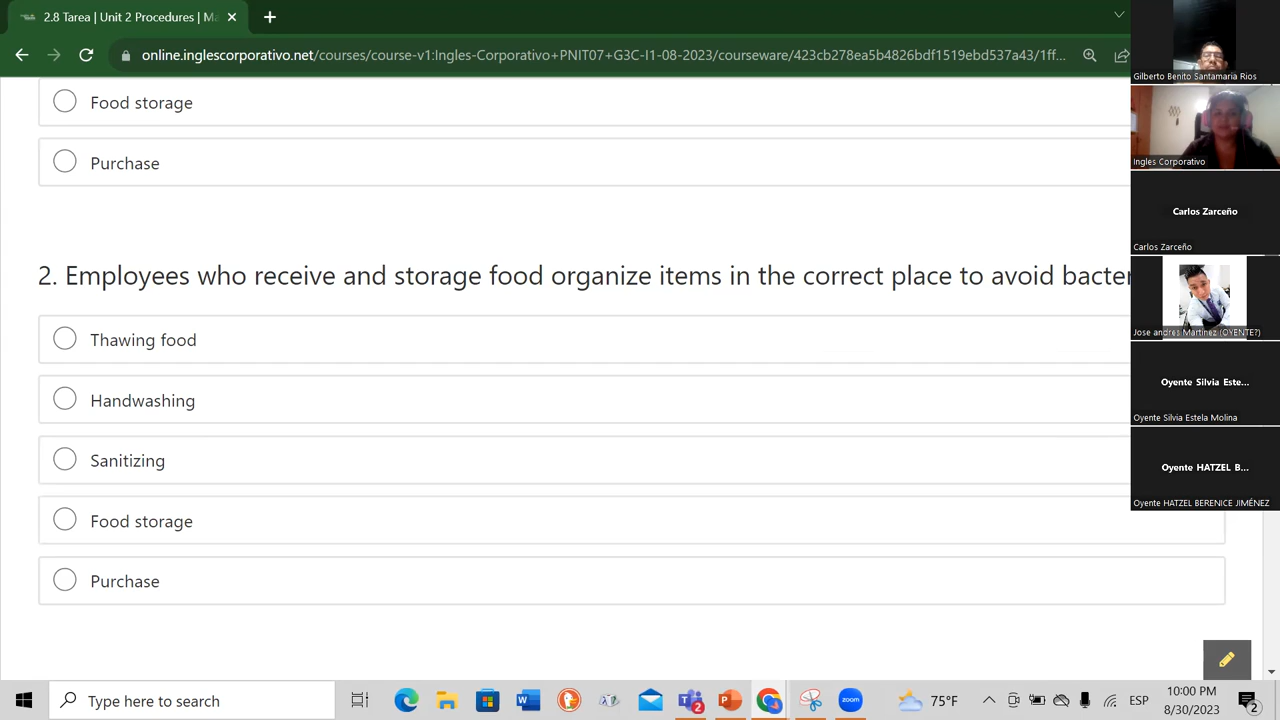 2.8 Tarea | Unit 2 Procedures | Ma
online.inglescorporativo.net/courses/course-v1:Ingles-Corporativo+PNIT07+G3C-I1-08-2023/courseware/423cb278ea5b4826bdf1519ebd537a43/1ff...
Food storage
Purchase
2. Employees who receive and storage food organize items in the correct place to avoid bacter
Thawing food
Handwashing
Sanitizing
Food storage
Purchase
Gilberto Benito Santamaria Rios
Ingles Corporativo
Carlos Zarceño
Carlos Zarceño
Jose andres Martinez (OYENTE?)
Oyente Silvia Este...
Oyente Silvia Estela Molina
Oyente HATZEL B...
Oyente HATZEL BERENICE JIMÉNEZ
Type here to search
2
zoom
75°F
ESP
10:00 PM
8/30/2023
2